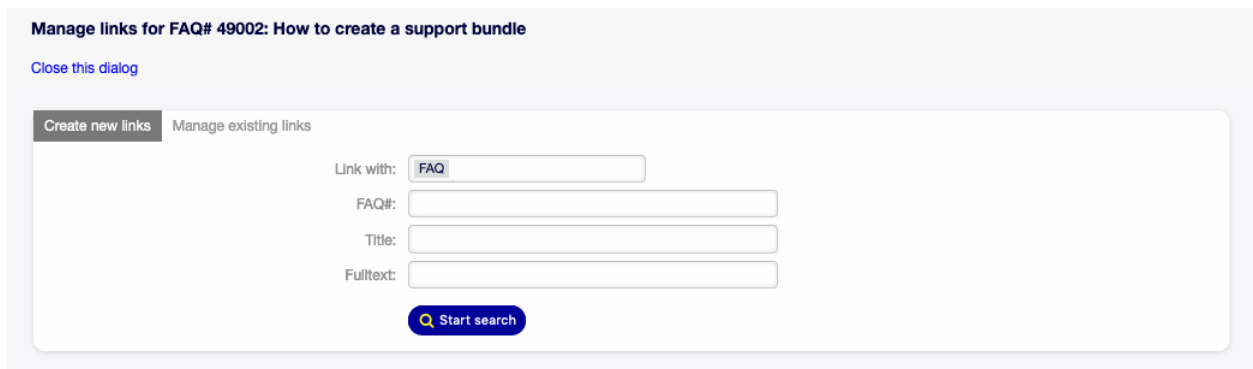 Manage links for FAQ# 49002: How to create a support bundle
Close this dialog
Create new links Manage existing links
Link with: FAQ
FAQ#:
Title:
Fulltext:
Start search